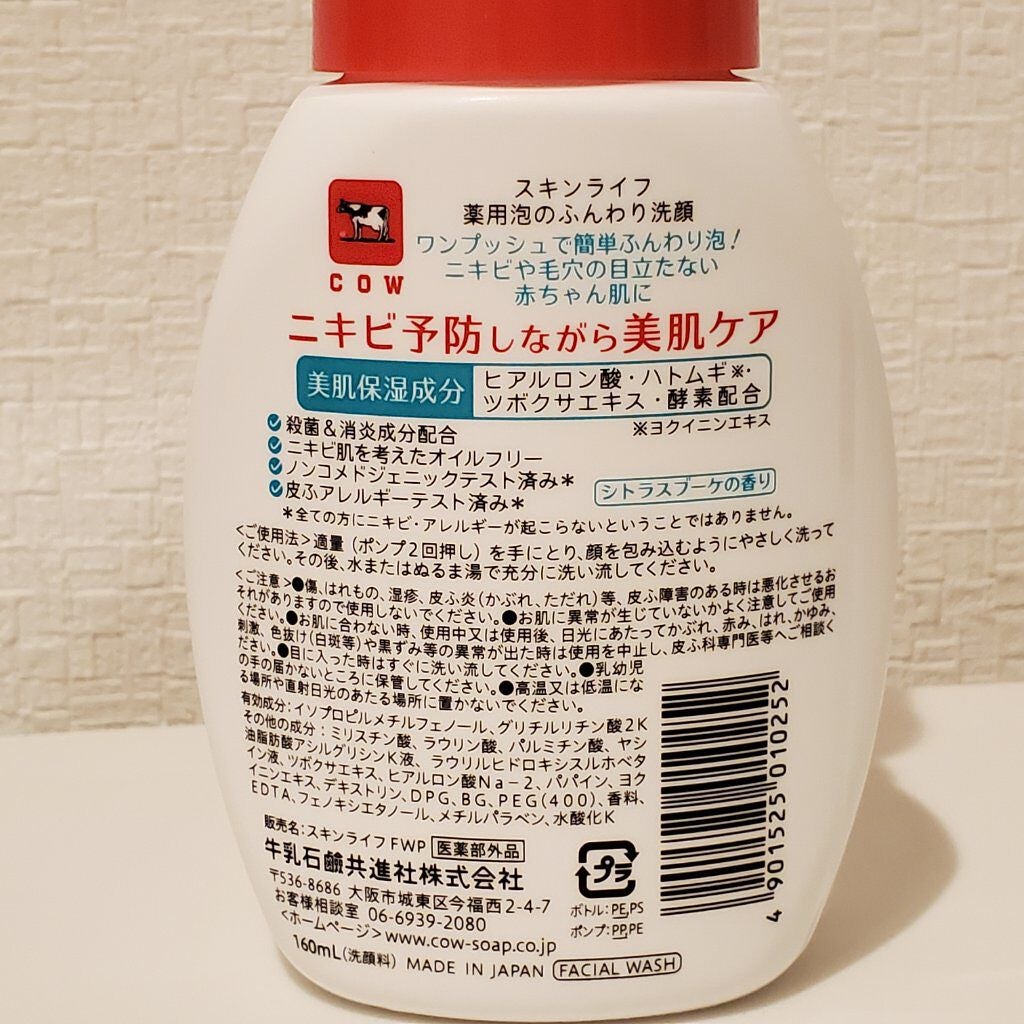 COW
スキンライフ
薬用泡のふんわり洗顔
ワンプッシュで簡単ふんわり泡!
ニキビや毛穴の目立たない
赤ちゃん肌に
ニキビ予防しながら美肌ケア
美肌保湿成分
ヒアルロン酸・ハトムギ※・
ツボクサエキス・酵素配合
※ヨクイニンエキス
殺菌&消炎成分配合
ニキビ肌を考えたオイルフリー
ノンコメドジェニックテスト済み*
皮ふアレルギーテスト済み*
シトラスブーケの香り
*全ての方にニキビ・アレルギーが起こらないということではありません。
<ご使用法>適量(ポンプ2回押し)を手にとり、顔を包み込むようにやさしく洗って
ください。その後、水またはぬるま湯で充分に洗い流してください。
<ご注意>●傷、はれもの、湿疹、皮ふ炎(かぶれ、ただれ)等、皮ふ障害のある時は悪化させるお
それがありますので使用しないでください。●お肌に異常が生じていないかよく注意してご使用
ください。●お肌に合わない時、使用中又は使用後、日光にあたってかぶれ、赤み、はれ、かゆみ、
刺激、色抜け(白斑等)や黒ずみ等の異常が出た時は使用を中止し、皮ふ科専門医等へご相談く
ださい。●目に入った時はすぐに洗い流してください。●乳幼児
の手の届かないところに保管してください。●高温又は低温にな
る場所や直射日光のあたる場所に置かないでください。
有効成分:イソプロピルメチルフェノール、グリチルリチン酸2K
その他の成分:ミリスチン酸、ラウリン酸、パルミチン酸、ヤシ
油脂肪酸アシルグリシンK液、ラウリルヒドロキシスルホベタ
イン液、ツボクサエキス、ヒアルロン酸Na-2、パパイン、ヨク
イニンエキス、デキストリン、DPG、BG、PEG(400)、香料、
EDTA、フェノキシエタノール、メチルパラベン、水酸化K
販売名:スキンライフFWP 医薬部外品
牛乳石鹼共進社株式会社
〒536-8686 大阪市城東区今福西2-4-7
お客様相談室 06-6939-2080
<ホームページ>www.cow-soap.co.jp
160mL(洗顔料) MADE IN JAPAN FACIAL WASH
プラ
ボトル:PE,PS
ポンプ:PP,PE
4 901525 010252